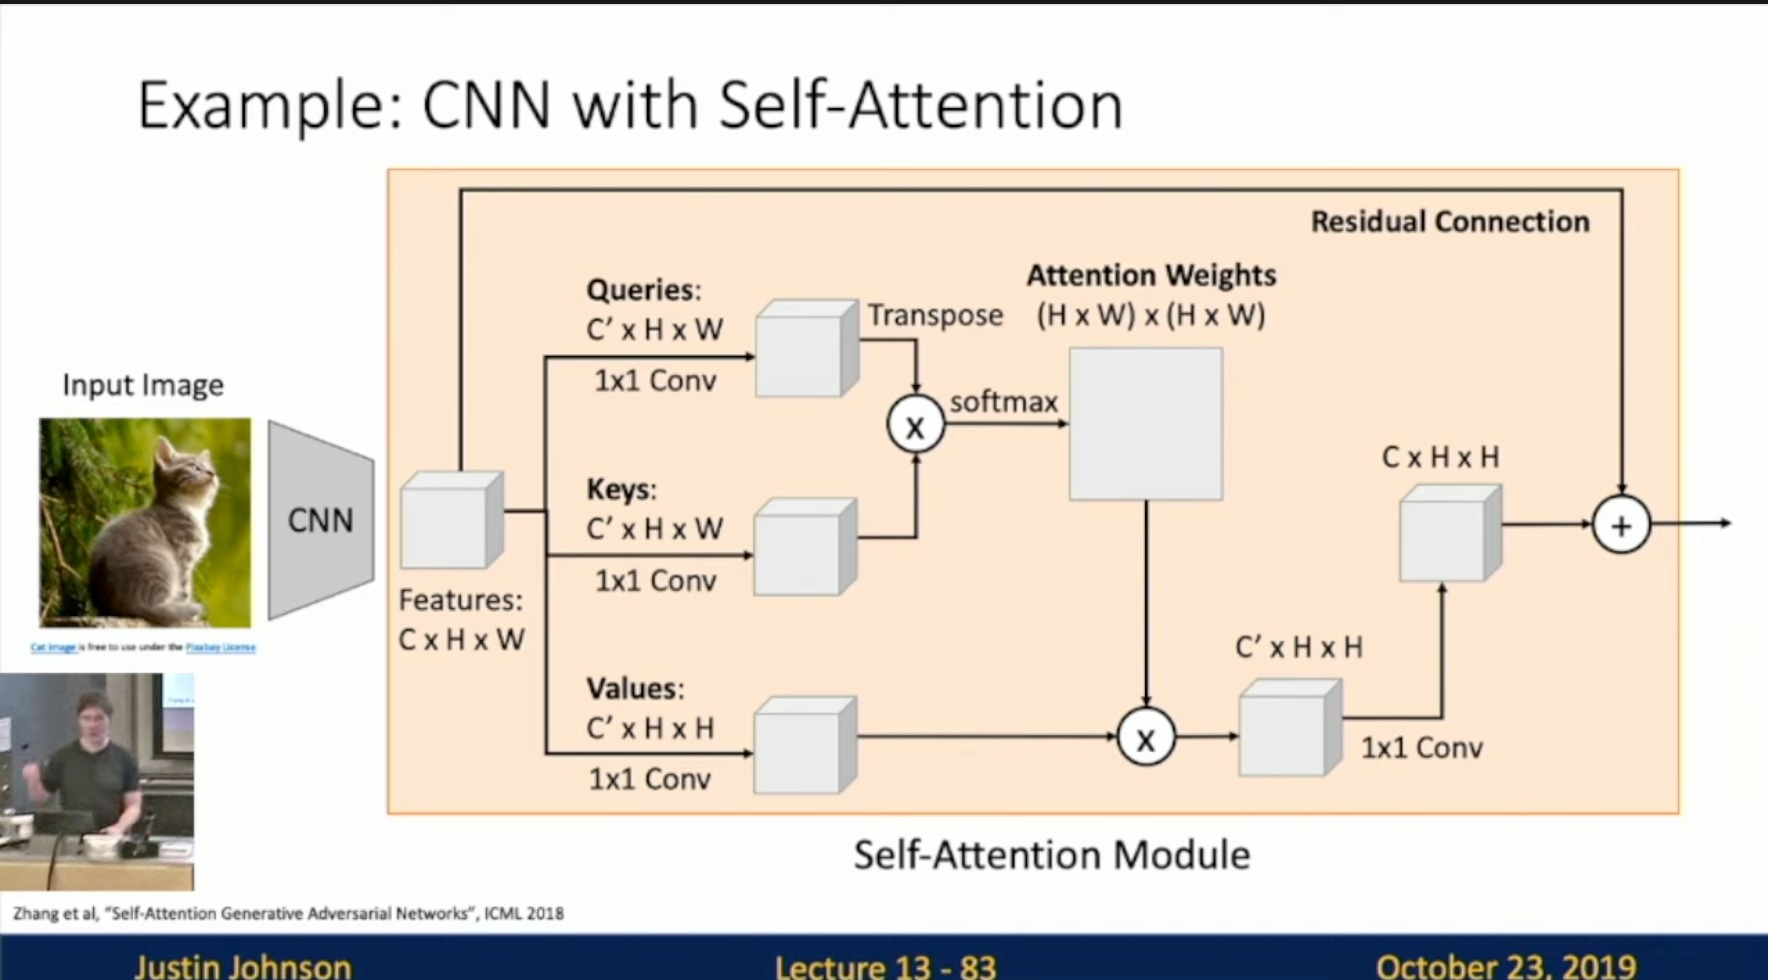 Example: CNN with Self-Attention
Residual Connection
Attention Weights
(H x W) x (H x W)
Queries:
C’ x H x W
1x1 Conv
Transpose
x
softmax
Input Image
CNN
Features:
C x H x W
Cat image is free to use under the Pixabay License
Keys:
C’ x H x W
1x1 Conv
Values:
C’ x H x H
1x1 Conv
x
C’ x H x H
1x1 Conv
C x H x H
+
Self-Attention Module
Zhang et al, “Self-Attention Generative Adversarial Networks”, ICML 2018
Justin Johnson
Lecture 13 - 83
October 23, 2019